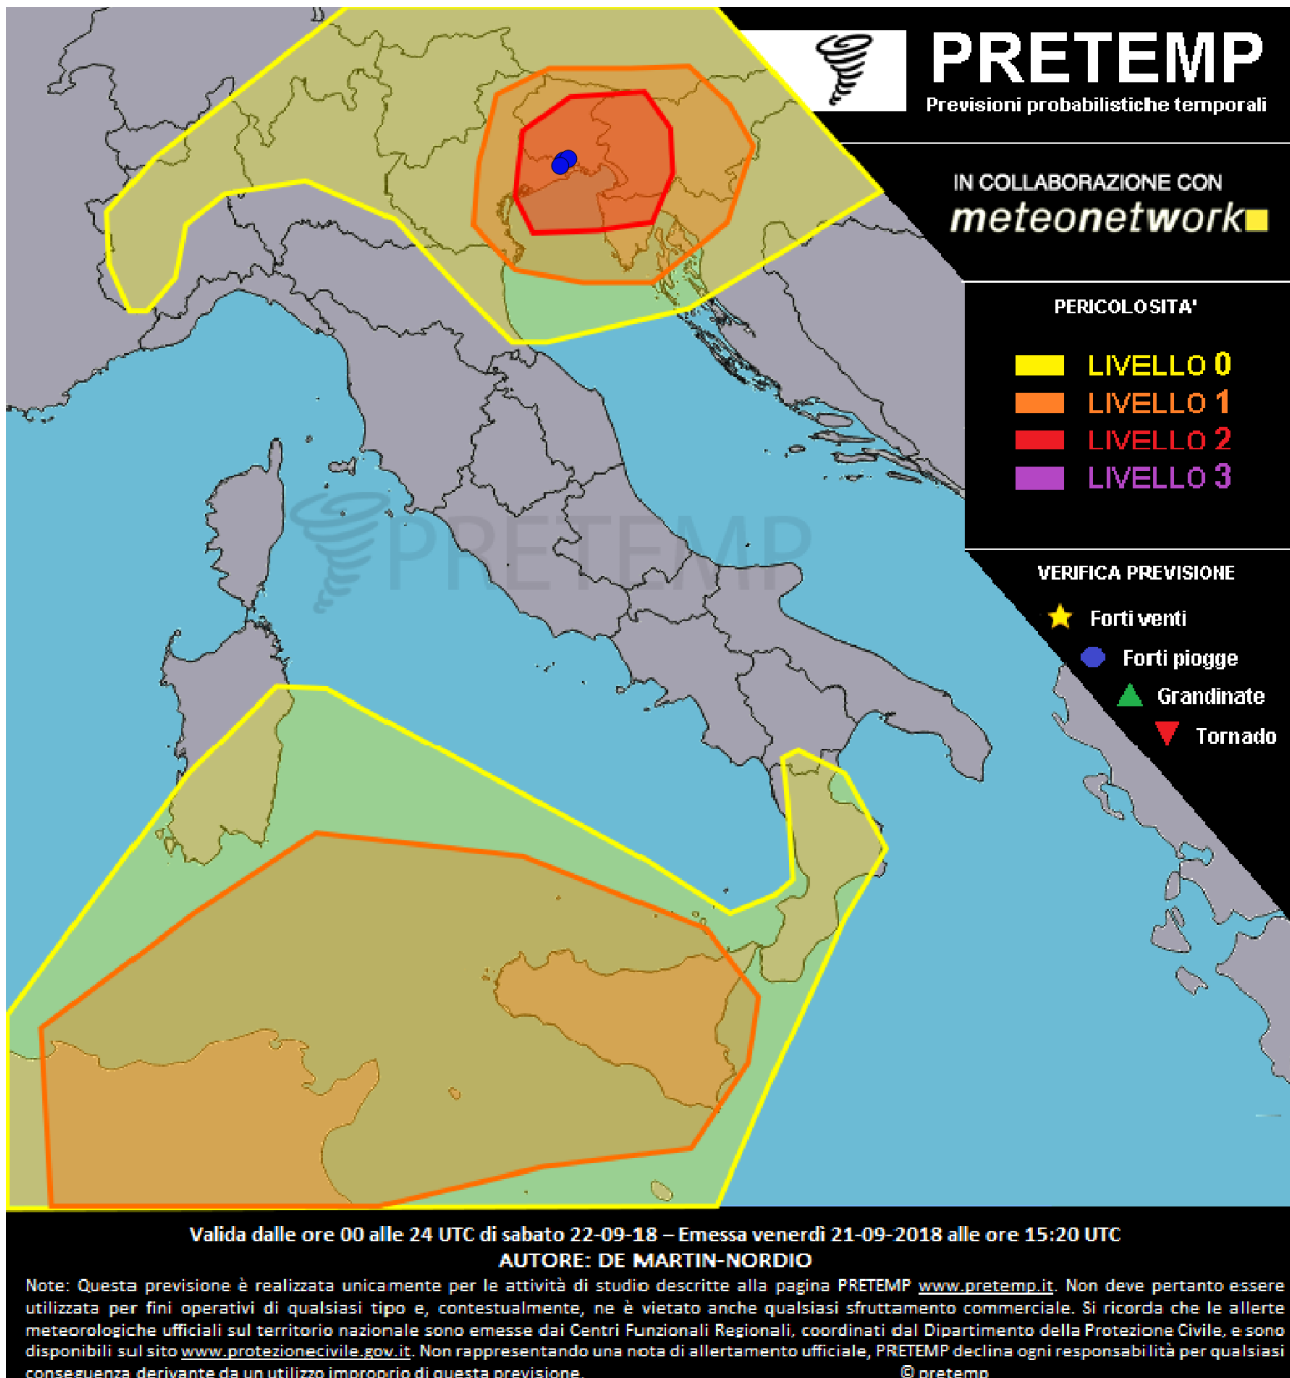 PRETEMP
Previsioni probabilistiche temporali
IN COLLABORAZIONE CON
meteonetwork
PERICOLOSITA'
LIVELLO 0
LIVELLO 1
LIVELLO 2
LIVELLO 3
PRETEMP
VERIFICA PREVISIONE
Forti venti
Forti piogge
Grandinate
Tornado
Valida dalle ore 00 alle 24 UTC di sabato 22-09-18 – Emessa venerdì 21-09-2018 alle ore 15:20 UTC
AUTORE: DE MARTIN-NORDIO
Note: Questa previsione è realizzata unicamente per le attività di studio descritte alla pagina PRETEMP www.pretemp.it. Non deve pertanto essere
utilizzata per fini operativi di qualsiasi tipo e, contestualmente, ne è vietato anche qualsiasi sfruttamento commerciale. Si ricorda che le allerte
meteorologiche ufficiali sul territorio nazionale sono emesse dai Centri Funzionali Regionali, coordinati dal Dipartimento della Protezione Civile, e sono
disponibili sul sito www.protezionecivile.gov.it. Non rappresentando una nota di allertamento ufficiale, PRETEMP declina ogni responsabilità per qualsiasi
conseguenza derivante da un utilizzo improprio di questa previsione. © pretemp